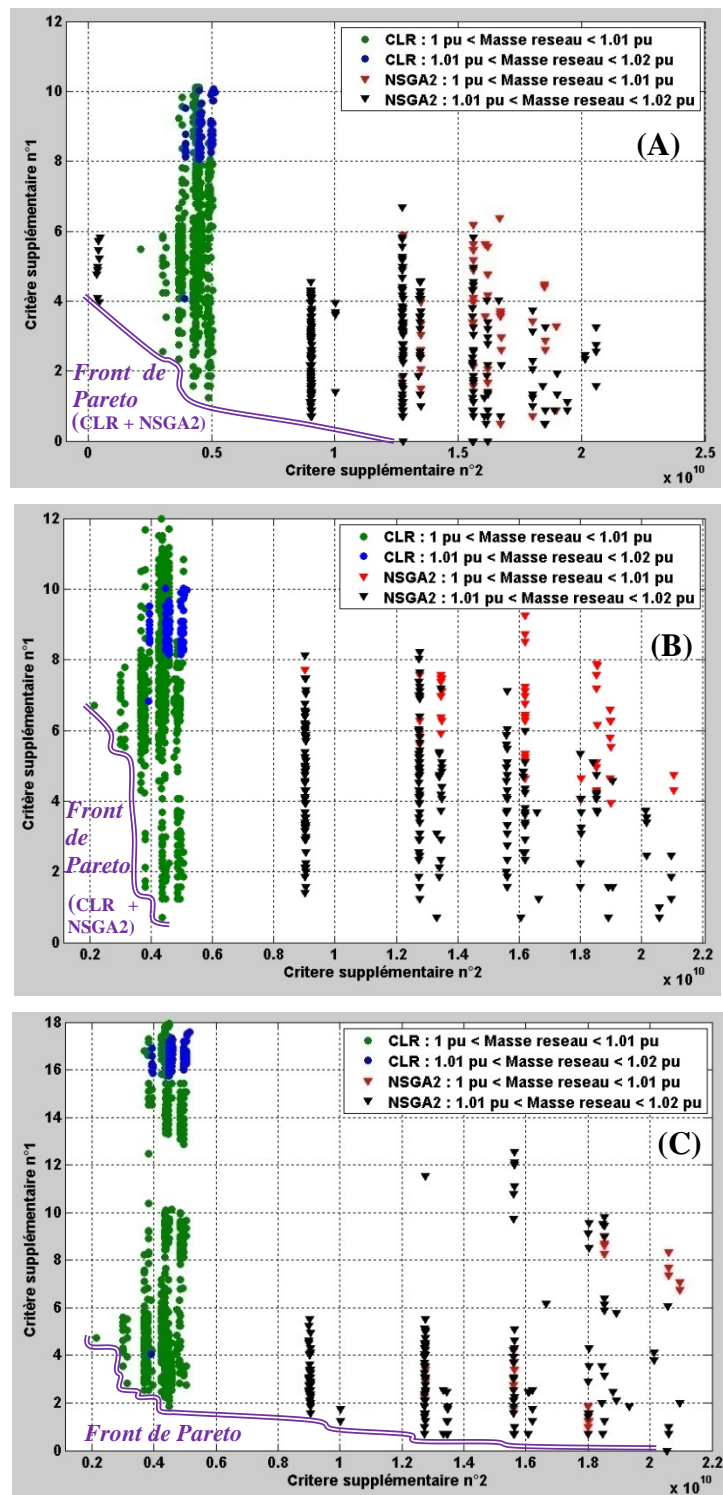 12
10
8
6
4
2
0
Critère supplémentaire n°1
CLR : 1 pu < Masse reseau < 1.01 pu
CLR : 1.01 pu < Masse reseau < 1.02 pu
NSGA2 : 1 pu < Masse reseau < 1.01 pu
NSGA2 : 1.01 pu < Masse reseau < 1.02 pu
(A)
Front de
Pareto
(CLR + NSGA2)
0 0.5 1 1.5 2 2.5
Critere supplémentaire n°2
x 10^10
12
10
8
6
4
2
0
Critère supplémentaire n°1
CLR : 1 pu < Masse reseau < 1.01 pu
CLR : 1.01 pu < Masse reseau < 1.02 pu
NSGA2 : 1 pu < Masse reseau < 1.01 pu
NSGA2 : 1.01 pu < Masse reseau < 1.02 pu
(B)
Front
de
Pareto
(CLR +
NSGA2)
0 0.2 0.4 0.6 0.8 1 1.2 1.4 1.6 1.8 2 2.2
Critère supplémentaire n°2
x 10^10
18
16
14
12
10
8
6
4
2
0
Critère supplémentaire n°1
CLR : 1 pu < Masse reseau < 1.01 pu
CLR : 1.01 pu < Masse reseau < 1.02 pu
NSGA2 : 1 pu < Masse reseau < 1.01 pu
NSGA2 : 1.01 pu < Masse reseau < 1.02 pu
(C)
Front de Pareto
0.2 0.4 0.6 0.8 1 1.2 1.4 1.6 1.8 2 2.2
Critère supplémentaire n°2
x 10^10